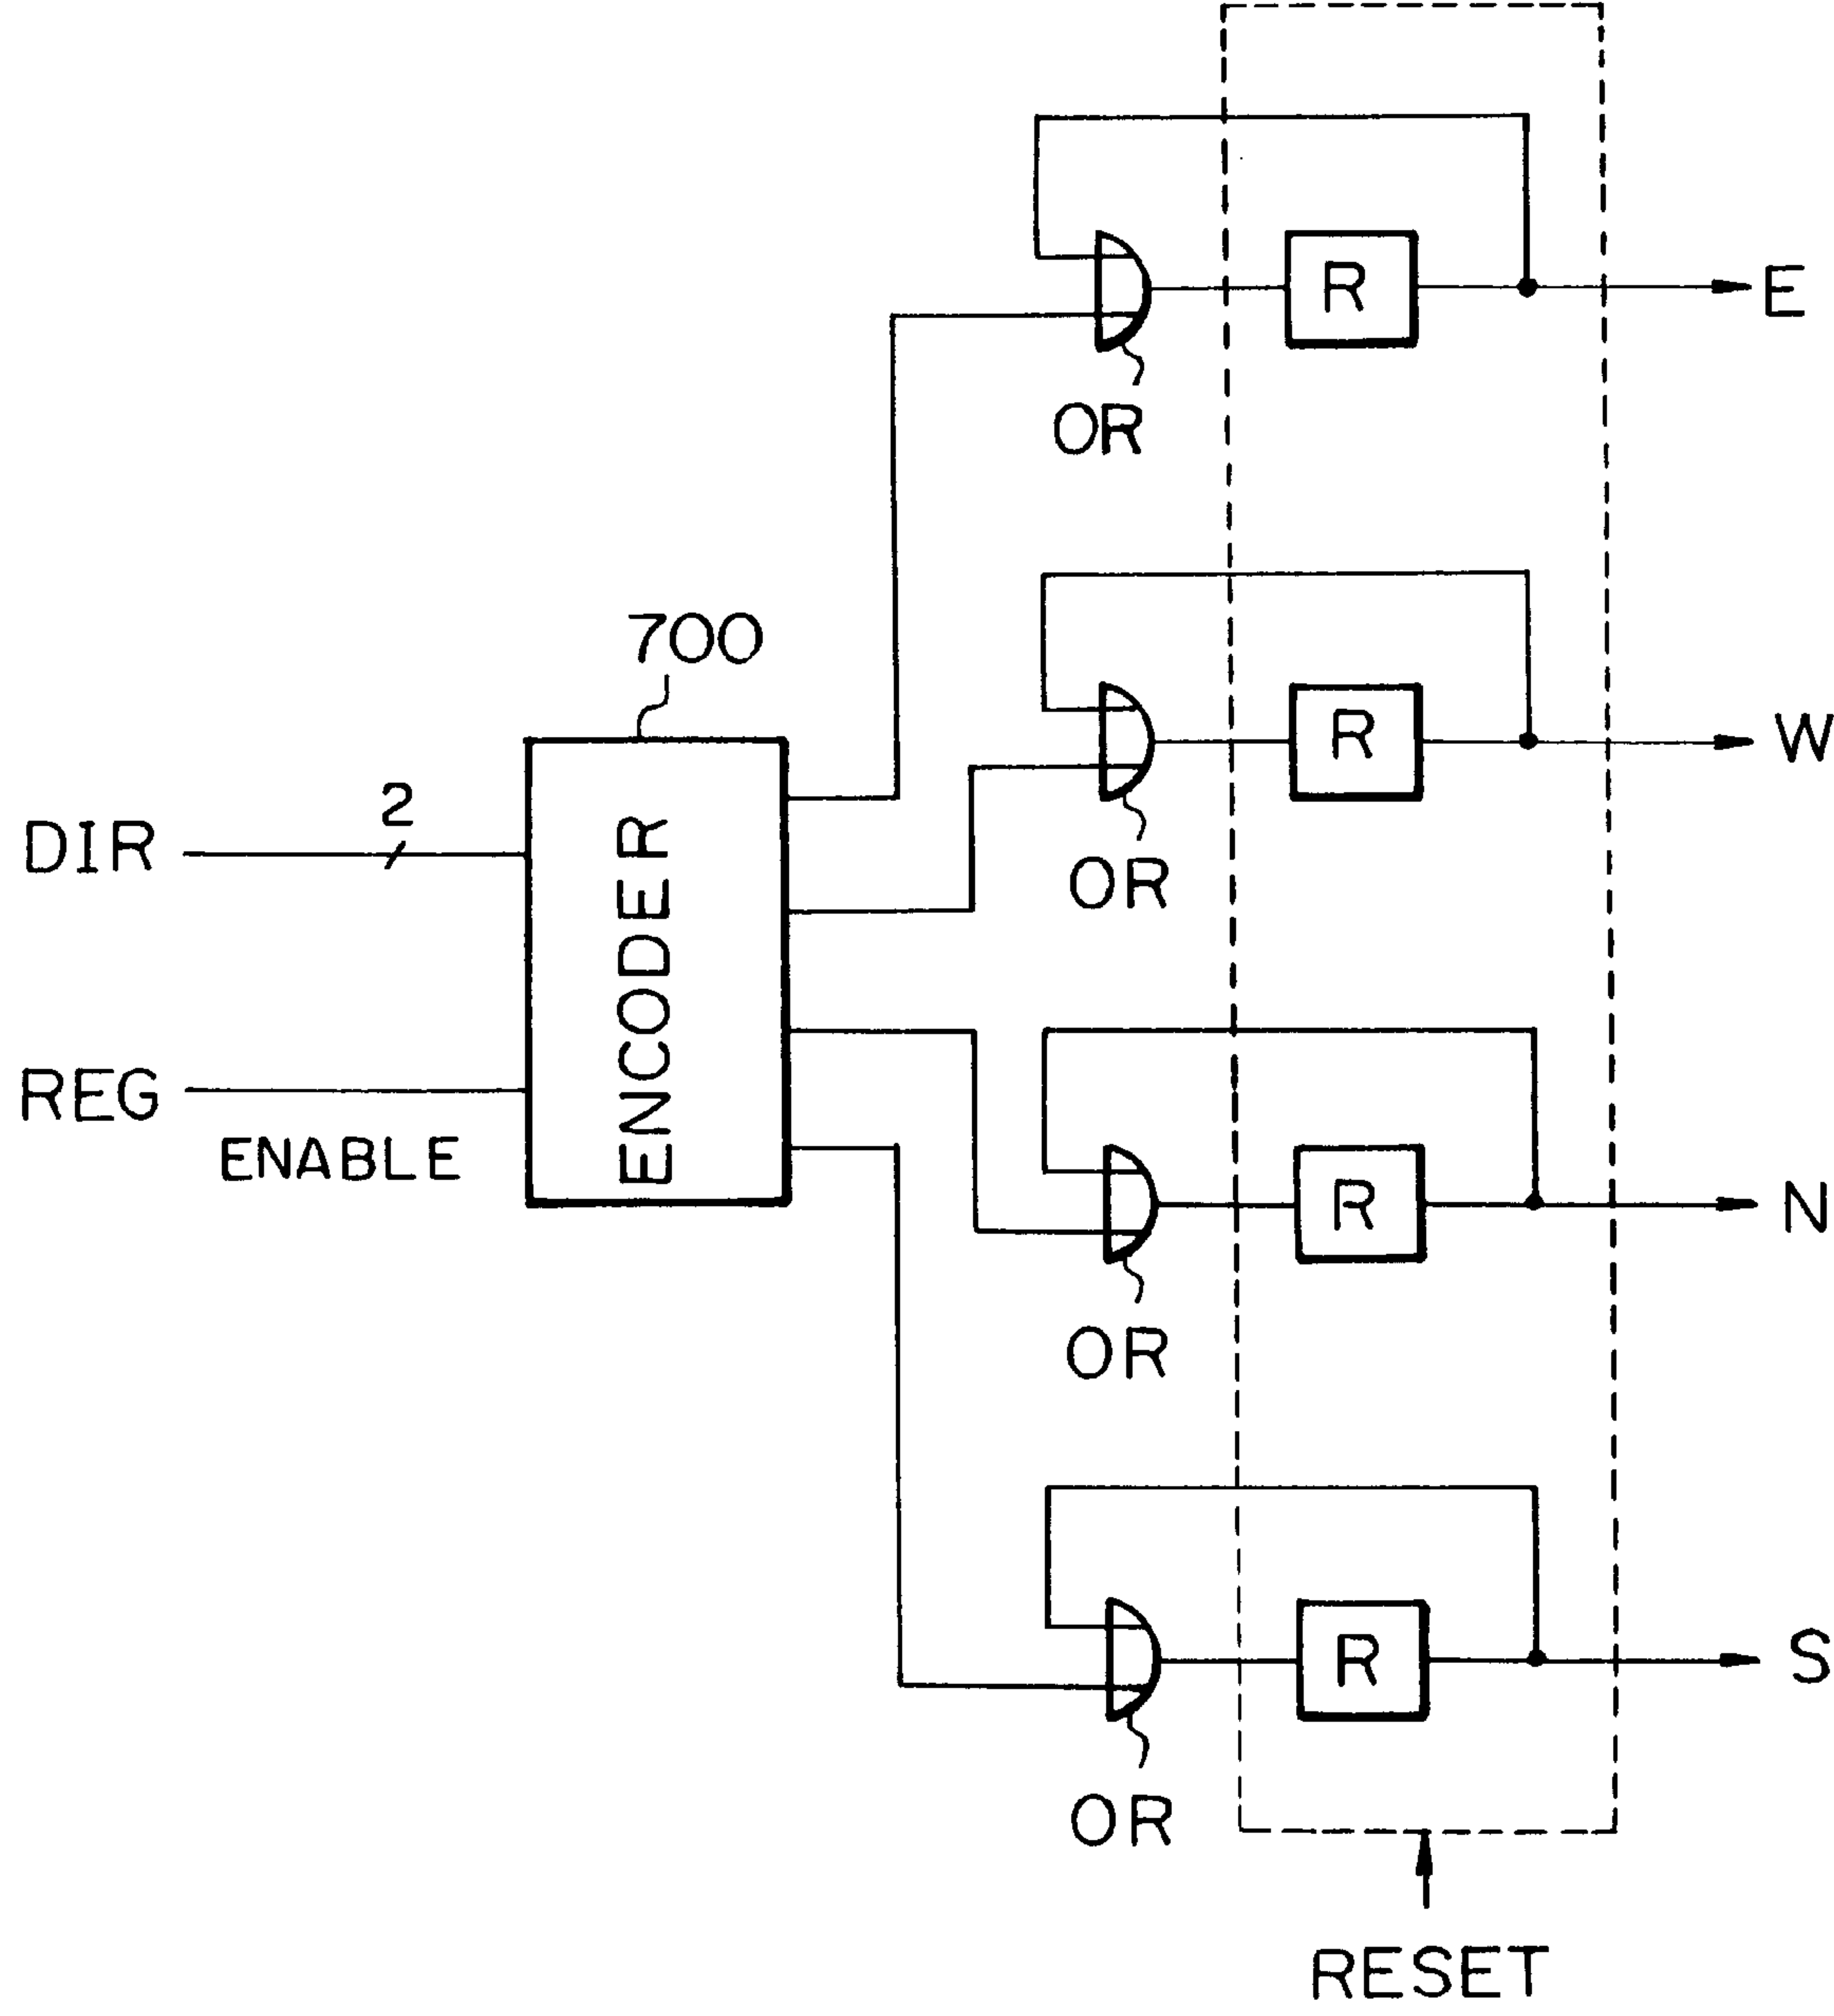 R
E
OR
700
R
W
2
DIR
OR
ENCODER
REG
ENABLE
R
N
OR
R
S
OR
RESET